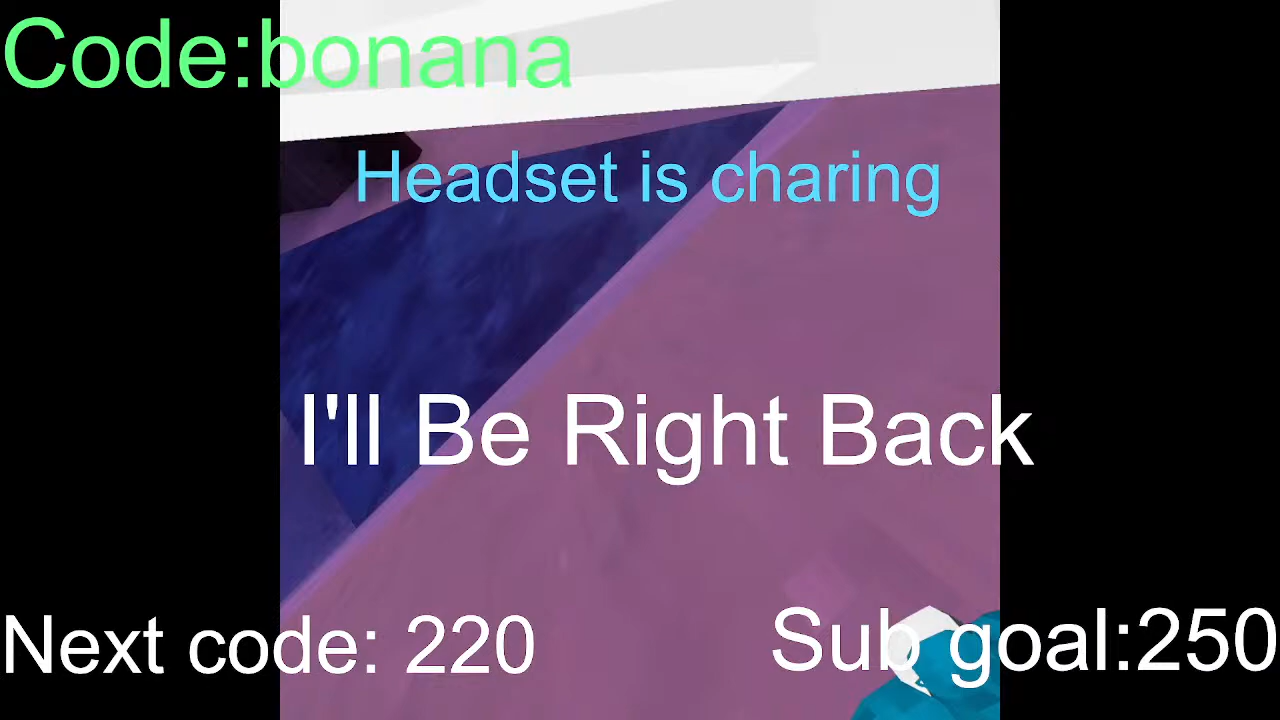 Code:bonana
Headset is charing
I'll Be Right Back
Next code: 220
Sub goal:250